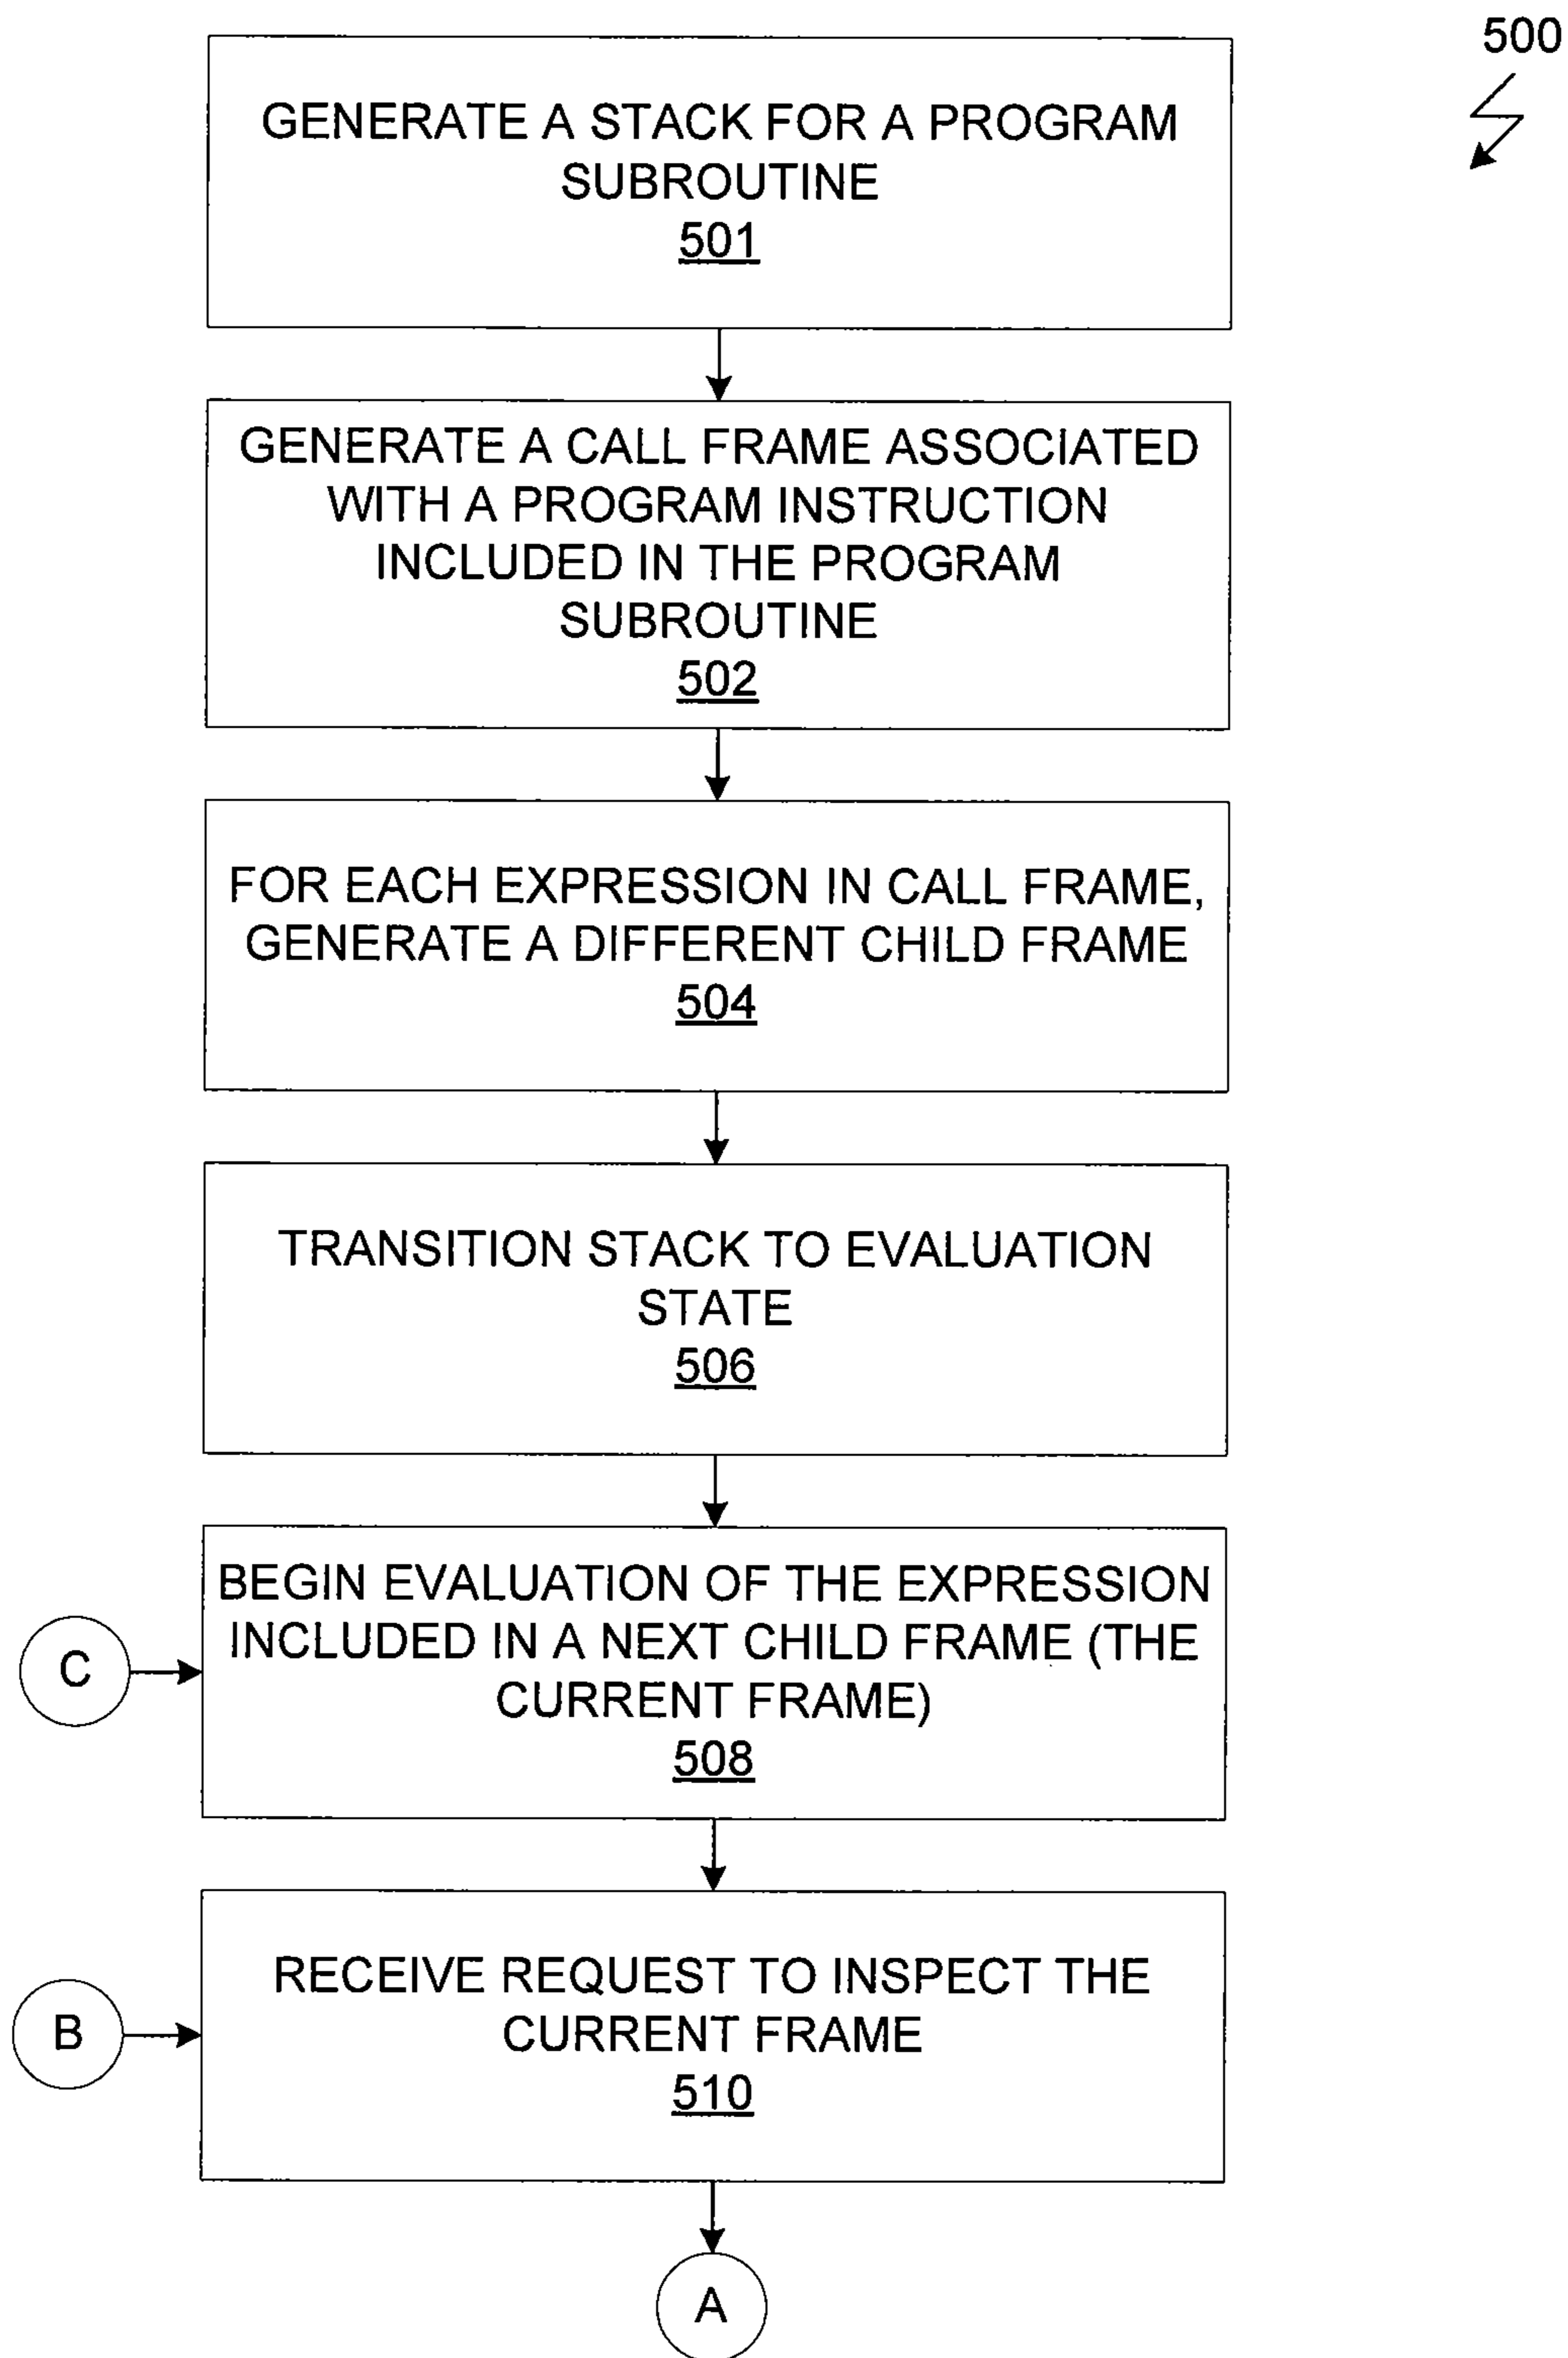 500
GENERATE A STACK FOR A PROGRAM
SUBROUTINE
501
GENERATE A CALL FRAME ASSOCIATED
WITH A PROGRAM INSTRUCTION
INCLUDED IN THE PROGRAM
SUBROUTINE
502
FOR EACH EXPRESSION IN CALL FRAME,
GENERATE A DIFFERENT CHILD FRAME
504
TRANSITION STACK TO EVALUATION
STATE
506
BEGIN EVALUATION OF THE EXPRESSION
INCLUDED IN A NEXT CHILD FRAME (THE
CURRENT FRAME)
508
C
RECEIVE REQUEST TO INSPECT THE
CURRENT FRAME
510
B
A